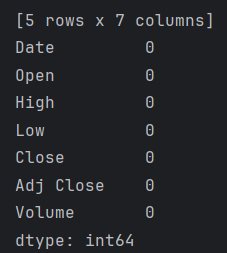 [5 rows x 7 columns]
Date 0
Open 0
High 0
Low 0
Close 0
Adj Close 0
Volume 0
dtype: int64